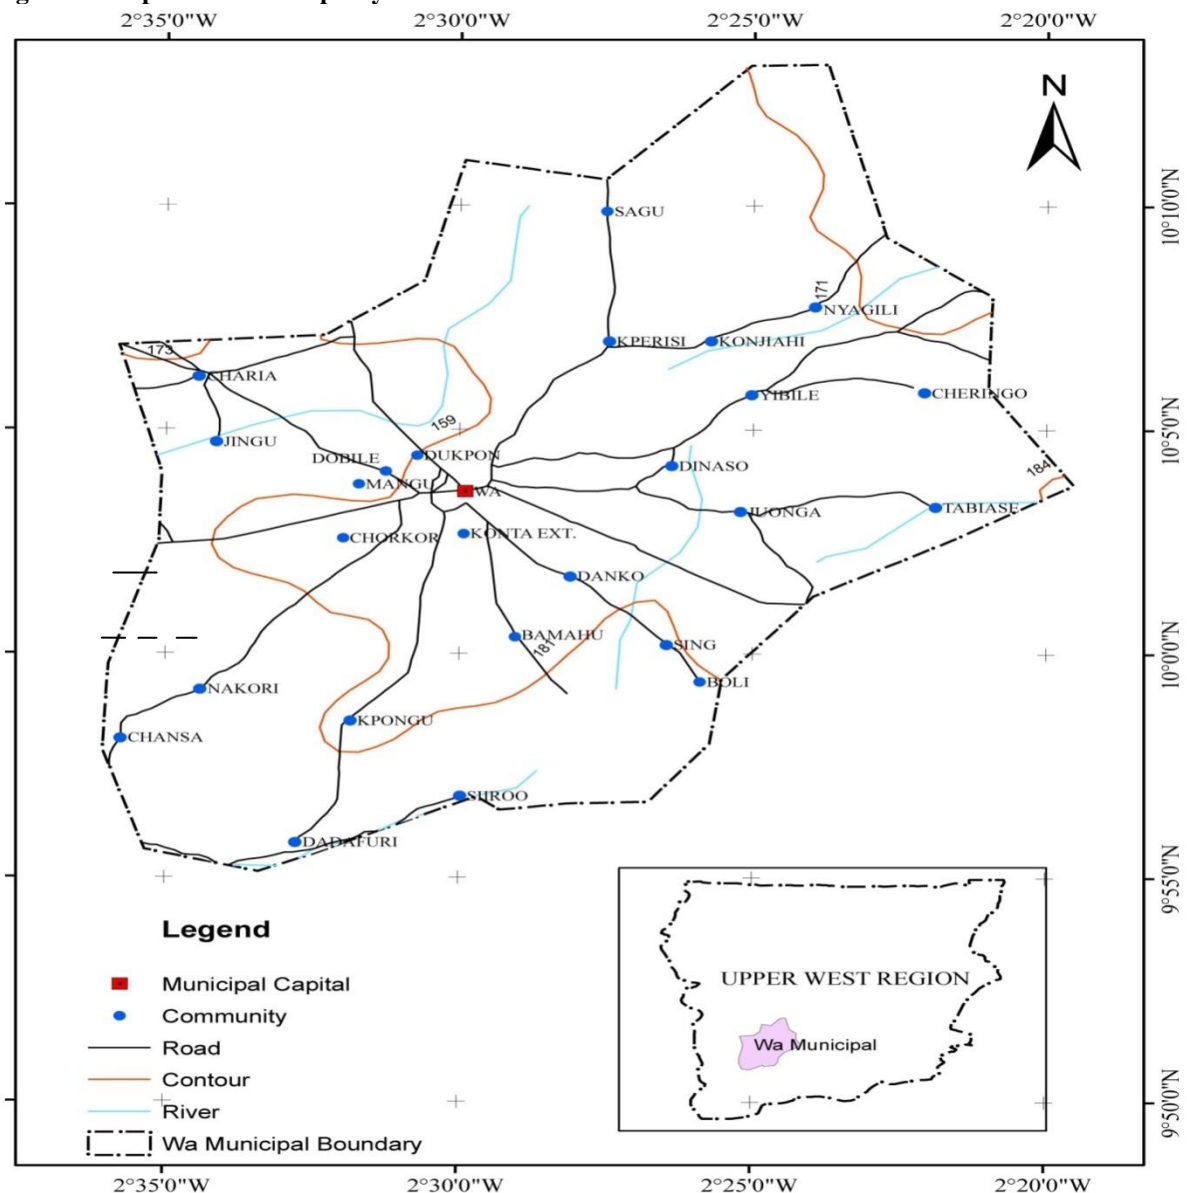 2°35'0"W 2°30'0"W 2°25'0"W 2°20'0"W
N
10°10'0"N
SAGU
171
NYAGILI
KPERISI
KONJIAHI
173
CHARIA
YIBILE
CHERINGO
159
JINGU
10°5'0"N
DOBILE
DUKPON
DINASO
184
MANGU
WA
JUONGA
TABIASE
CHORKOR
KONTA EXT.
DANKO
BAMAHU
181
SING
10°0'0"N
NAKORI
BOLI
KPONGU
CHANSA
DADAFURI
9°55'0"N
Legend
Municipal Capital
Community
Road
Contour
River
Wa Municipal Boundary
UPPER WEST REGION
Wa Municipal
9°50'0"N
2°35'0"W 2°30'0"W 2°25'0"W 2°20'0"W